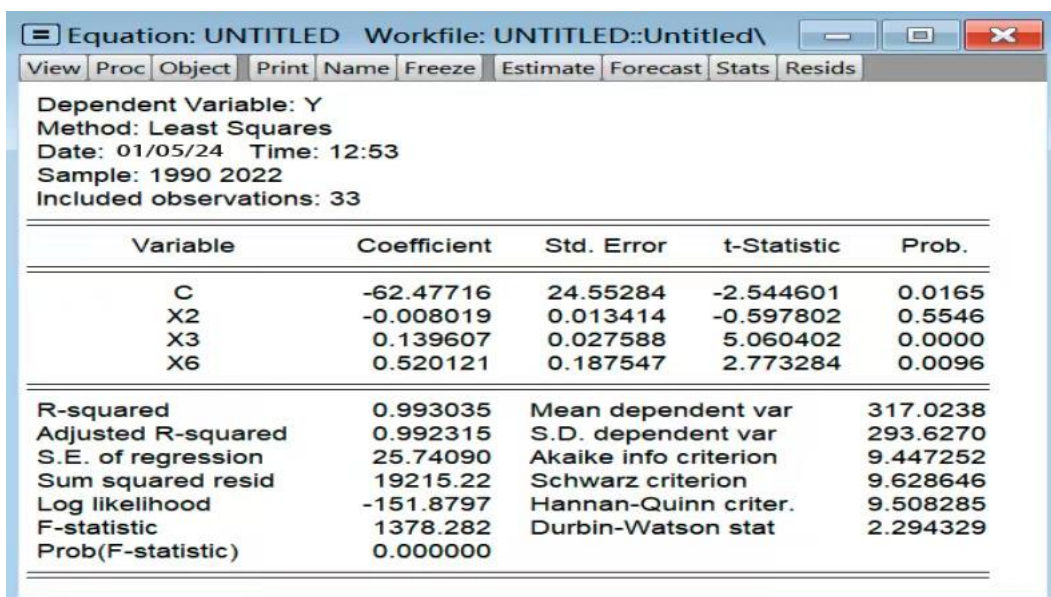 Equation: UNTITLED Workfile: UNTITLED::Untitled\
View Proc Object Print Name Freeze Estimate Forecast Stats Resids
Dependent Variable: Y
Method: Least Squares
Date: 01/05/24 Time: 12:53
Sample: 1990 2022
Included observations: 33
Variable Coefficient Std. Error t-Statistic Prob.
C -62.47716 24.55284 -2.544601 0.0165
X2 -0.008019 0.013414 -0.597802 0.5546
X3 0.139607 0.027588 5.060402 0.0000
X6 0.520121 0.187547 2.773284 0.0096
R-squared 0.993035 Mean dependent var 317.0238
Adjusted R-squared 0.992315 S.D. dependent var 293.6270
S.E. of regression 25.74090 Akaike info criterion 9.447252
Sum squared resid 19215.22 Schwarz criterion 9.628646
Log likelihood -151.8797 Hannan-Quinn criter. 9.508285
F-statistic 1378.282 Durbin-Watson stat 2.294329
Prob(F-statistic) 0.000000